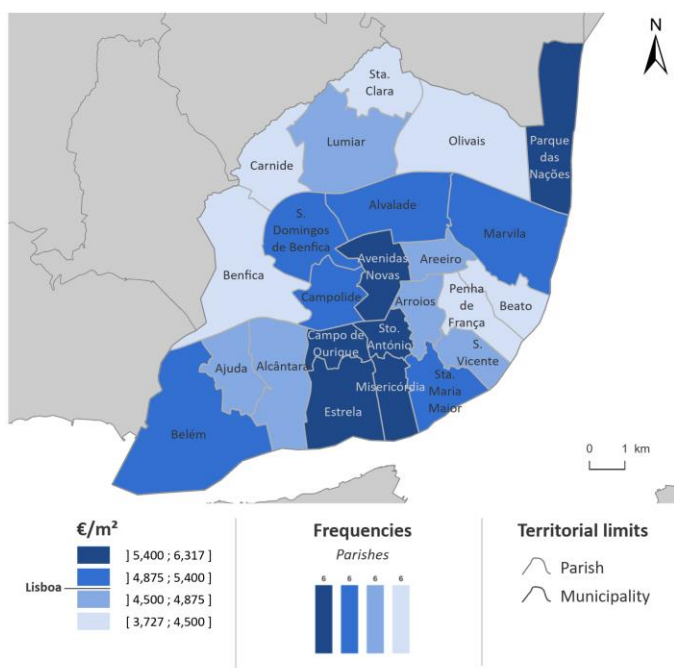 N
Sta.
Clara
Lumiar
Olivais
Carnide
Parque
das
Nações
Alvalade
S.
Domingos
de Benfica
Marvila
Avenidas
Novas
Areeiro
Benfica
Campolide
Arroios
Penha
de
França
Beato
Campo de
Ourique
Sto.
António
S.
Vicente
Ajuda
Alcântara
Misericórdia
Sta.
Maria
Maior
Estrela
Belém
0 1 km
€/m²
] 5,400 ; 6,317 ]
] 4,875 ; 5,400 ]
Lisboa
] 4,500 ; 4,875 ]
[ 3,727 ; 4,500 ]
Frequencies
Parishes
6 6 6 6
Territorial limits
Parish
Municipality